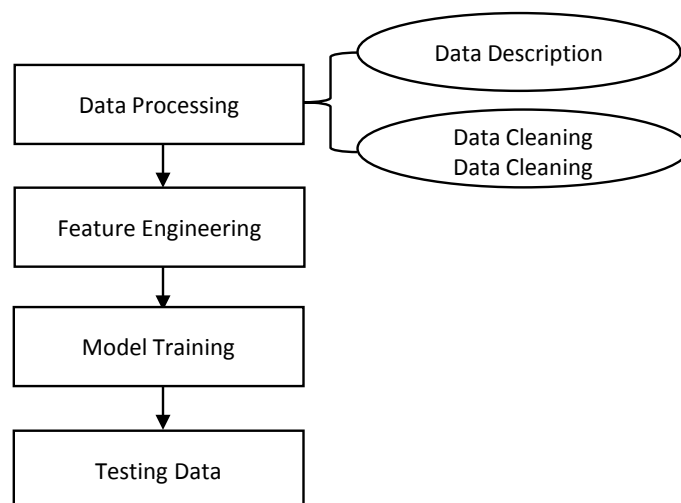 Data Description
Data Processing
Data Cleaning
Data Cleaning
Feature Engineering
Model Training
Testing Data